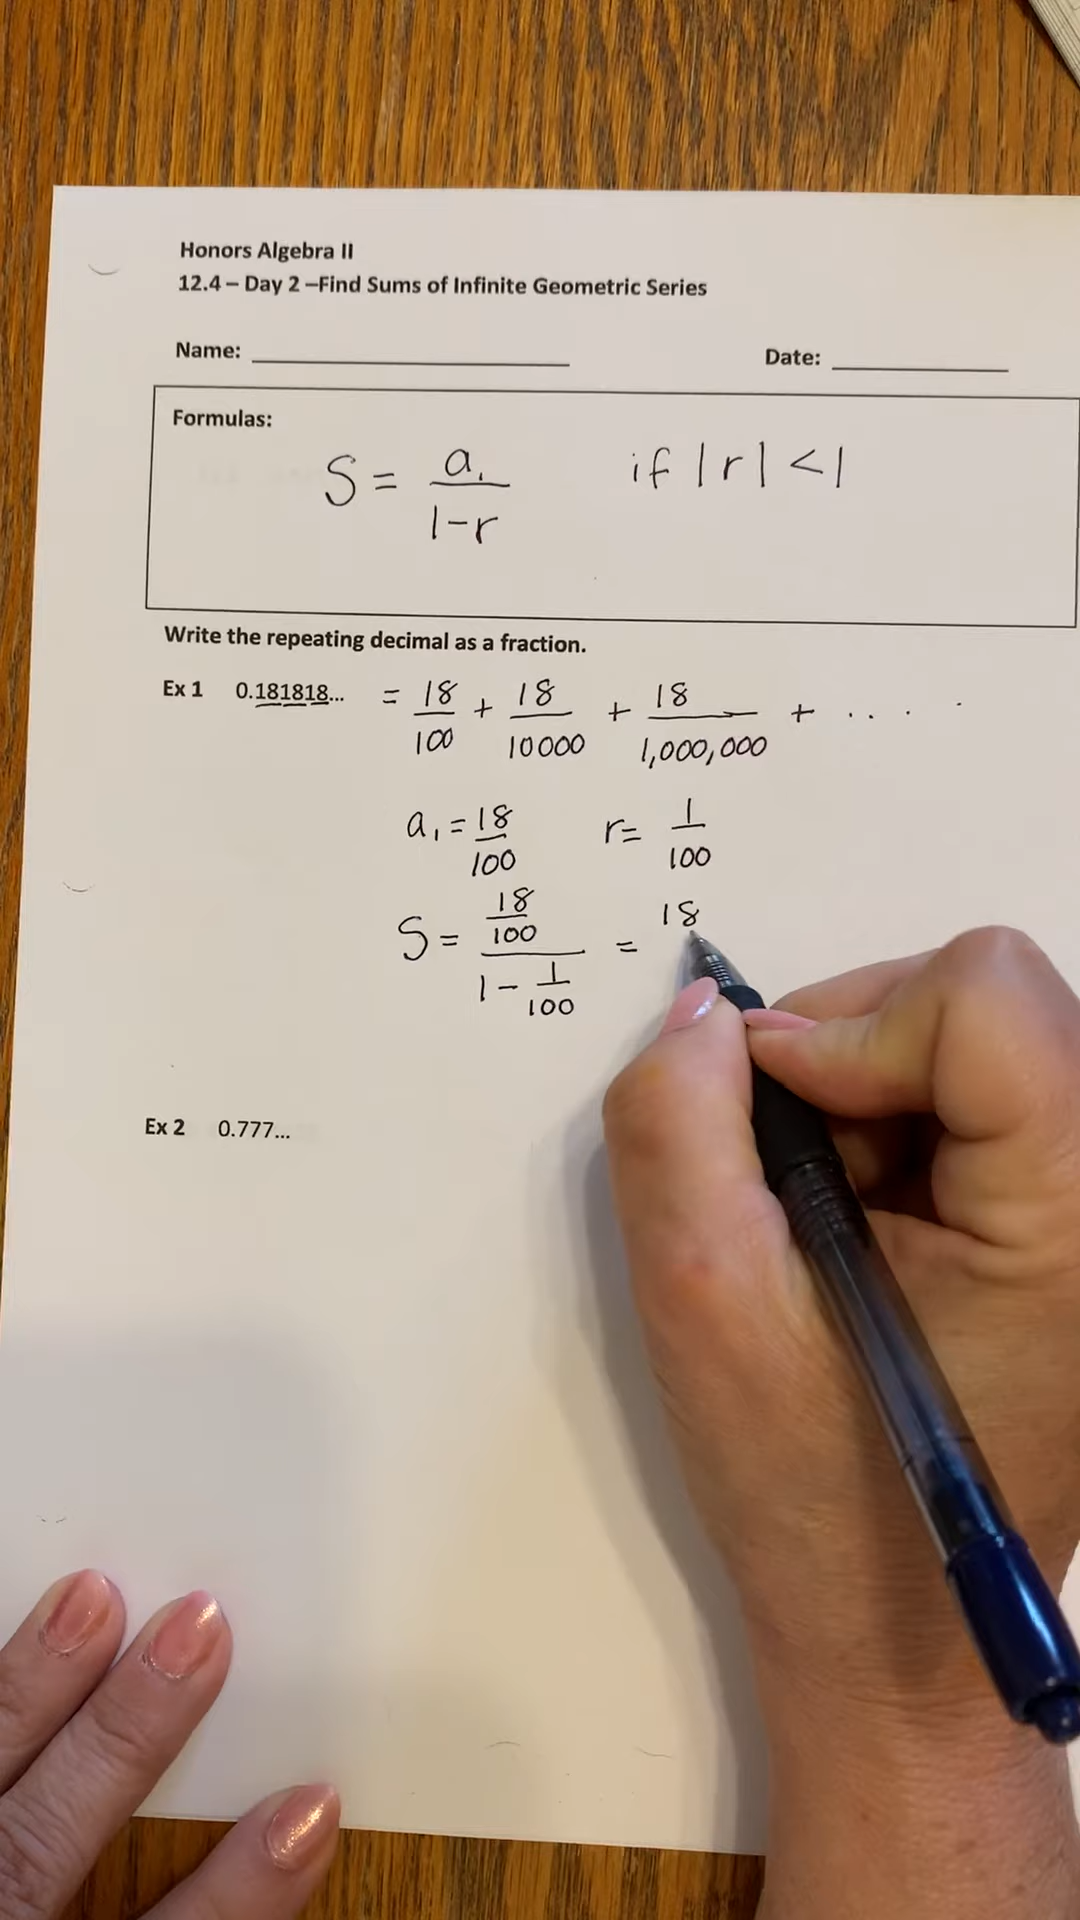 Honors Algebra II
12.4 – Day 2 –Find Sums of Infinite Geometric Series
Name: ____________ Date: ____________
Formulas:
S = a₁/(1-r) if |r| < 1
Write the repeating decimal as a fraction.
Ex 1 0.181818... = 18/100 + 18/10000 + 18/1,000,000 + ....
a₁ = 18/100 r = 1/100
S = (18/100)/(1 - 1/100) = 18
Ex 2 0.777...